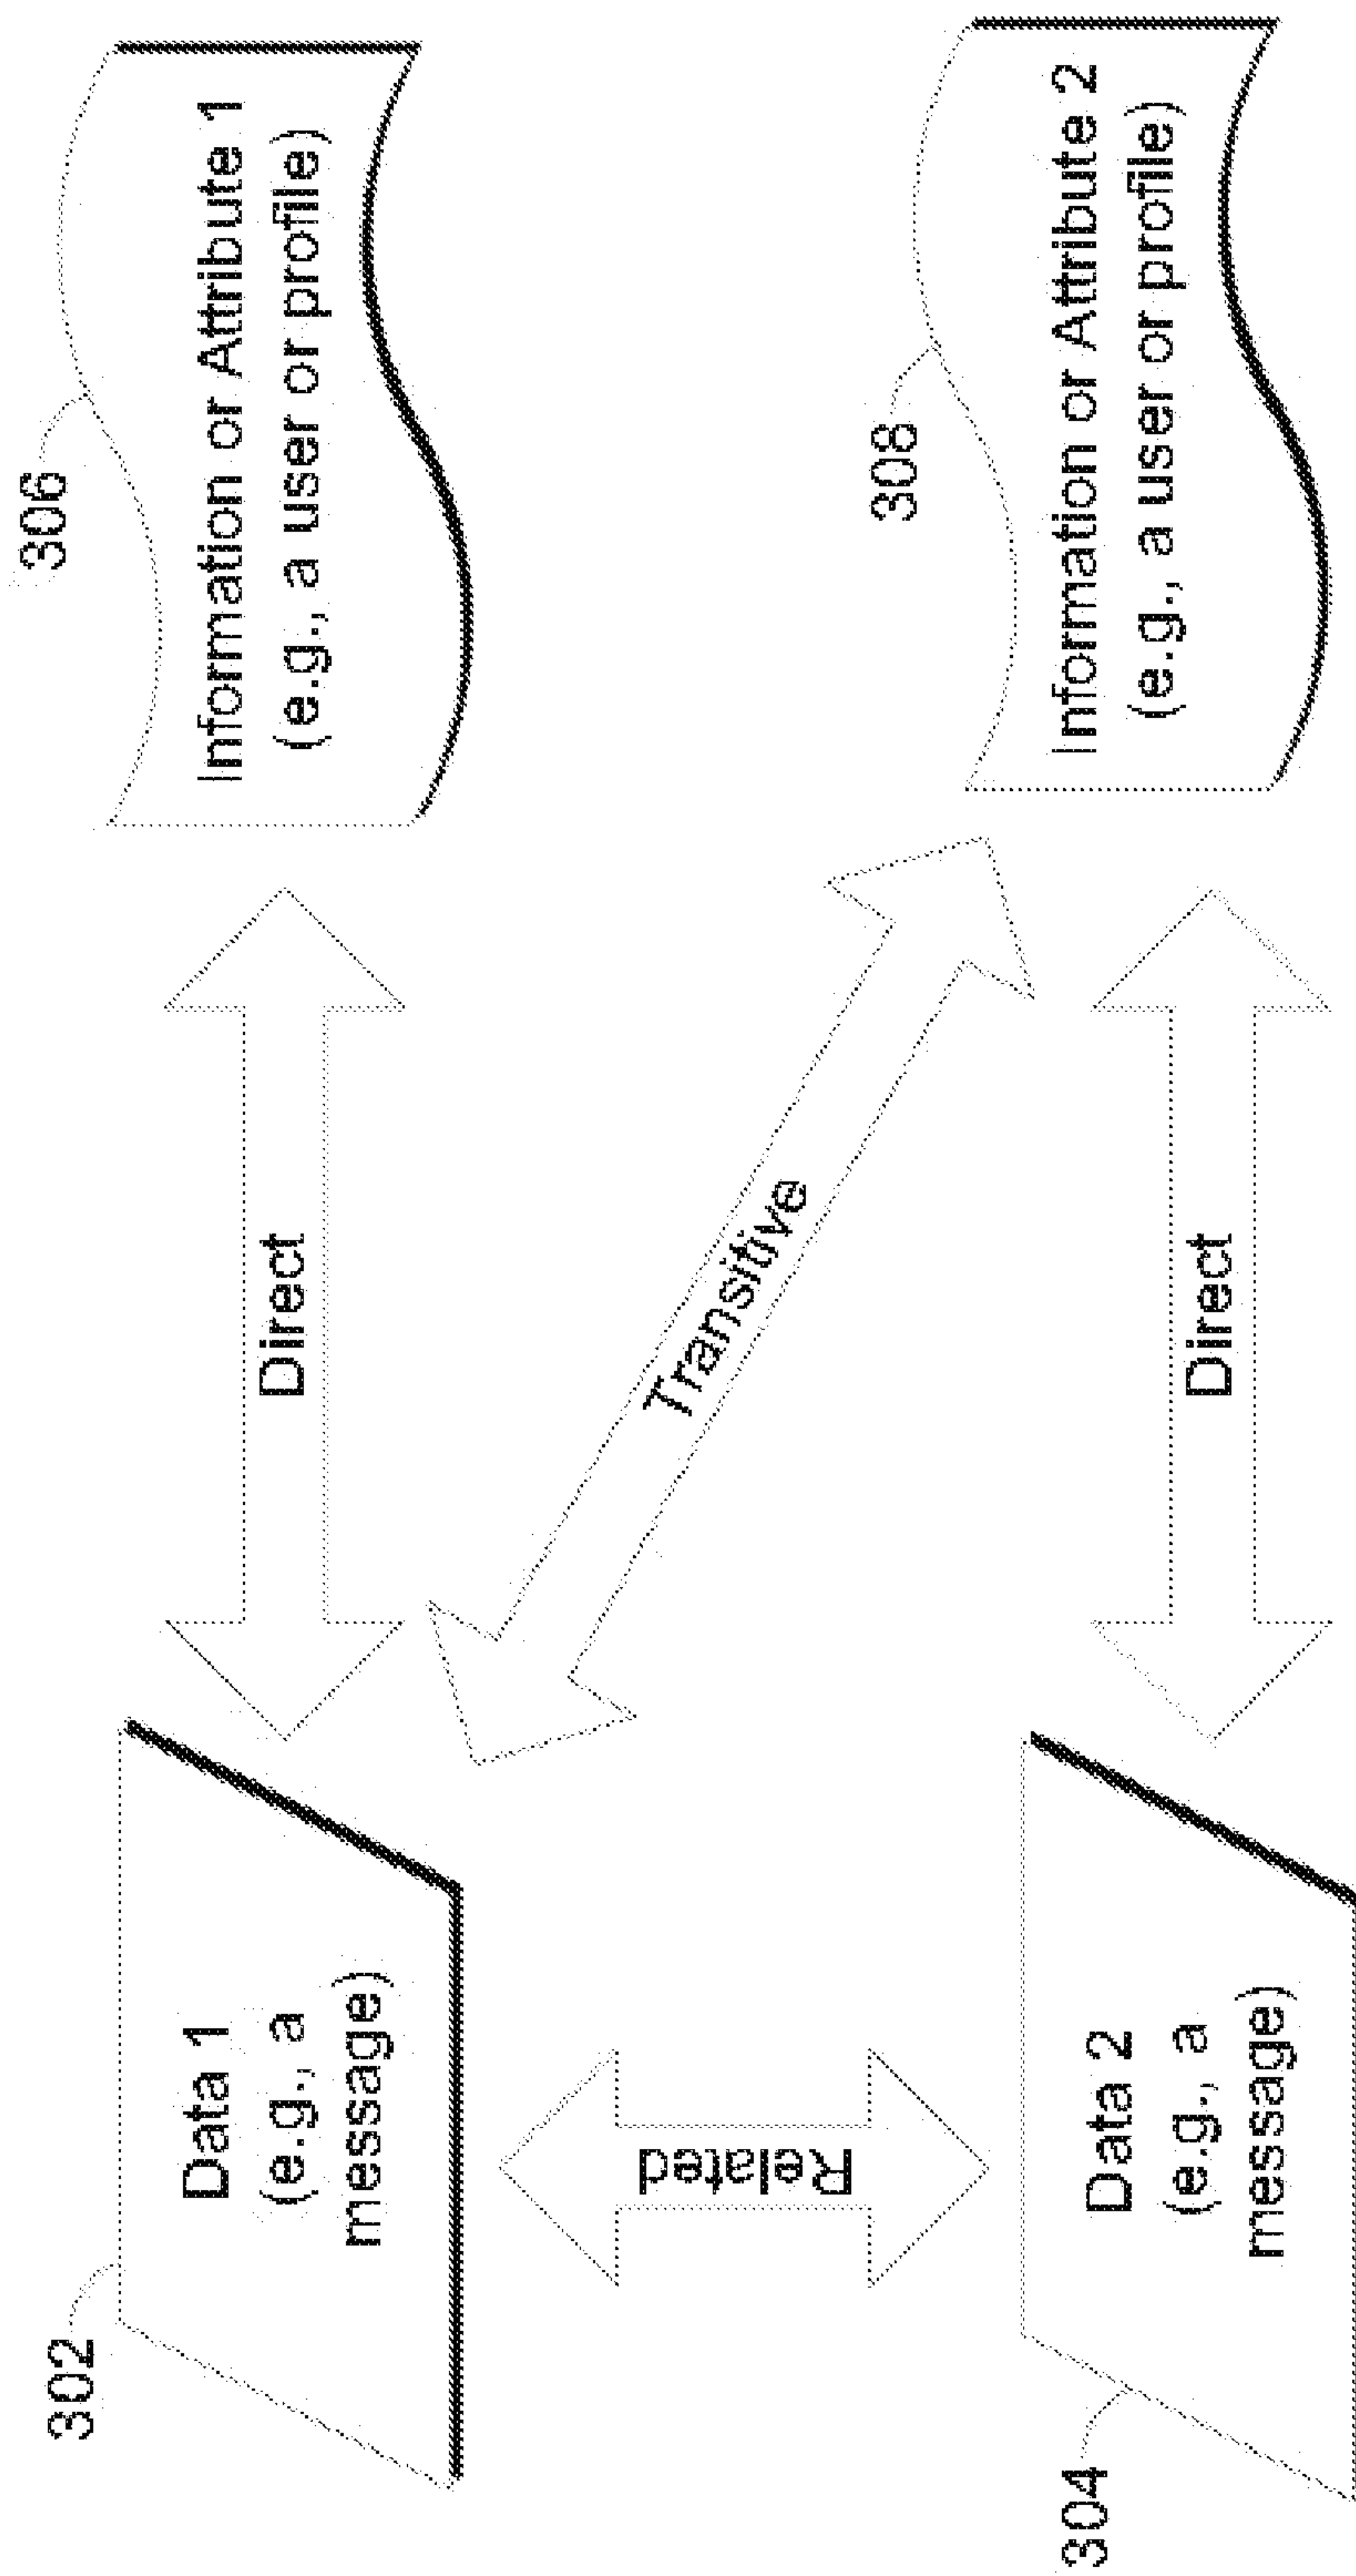 302
Data 1
(e.g., a
message)
Direct
306
Information or Attribute 1
(e.g., a user or profile)
Related
Transitive
304
Data 2
(e.g., a
message)
Direct
308
Information or Attribute 2
(e.g., a user or profile)